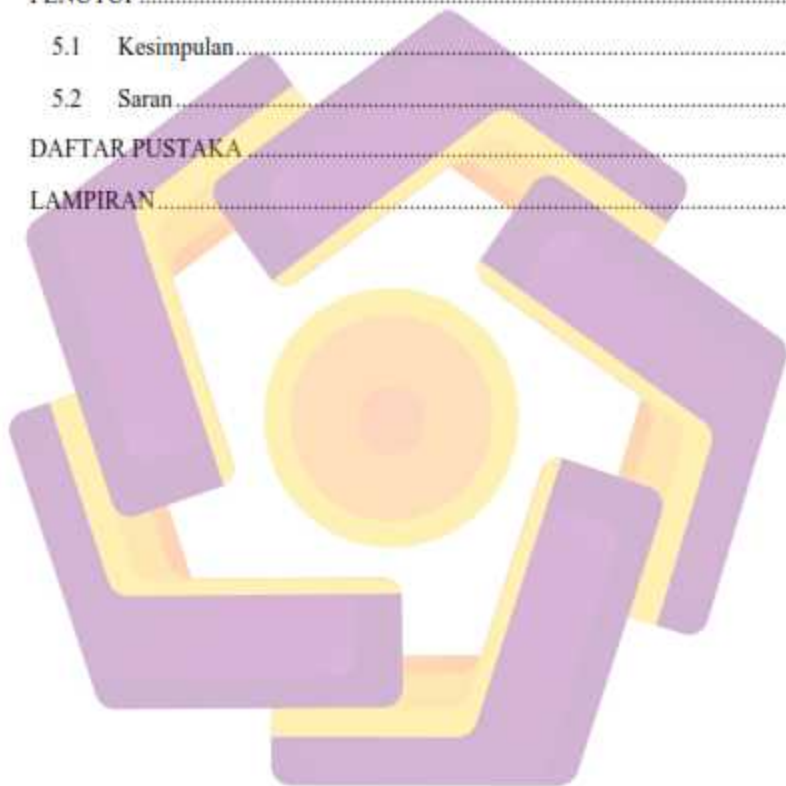 5.1 Kesimpulan........................................................................
5.2 Saran........................................................................
DAFTAR PUSTAKA........................................................................
LAMPIRAN........................................................................